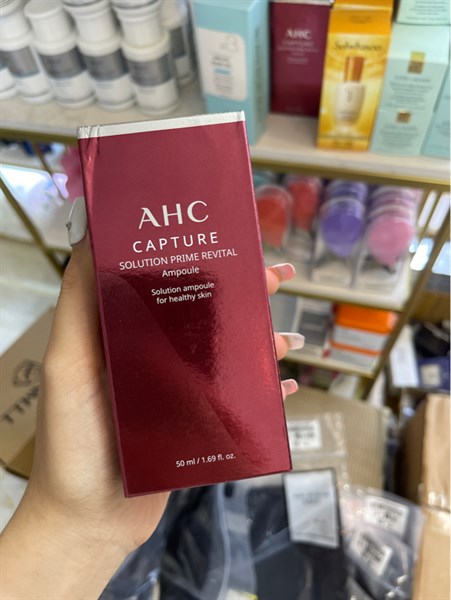 AHC
CAPTURE
SOLUTION PRIME REVITAL
Ampoule
Solution ampoule
for healthy skin
50 ml / 1.69 fl. oz.
AHC
CAPTURE
Sulwhasoo